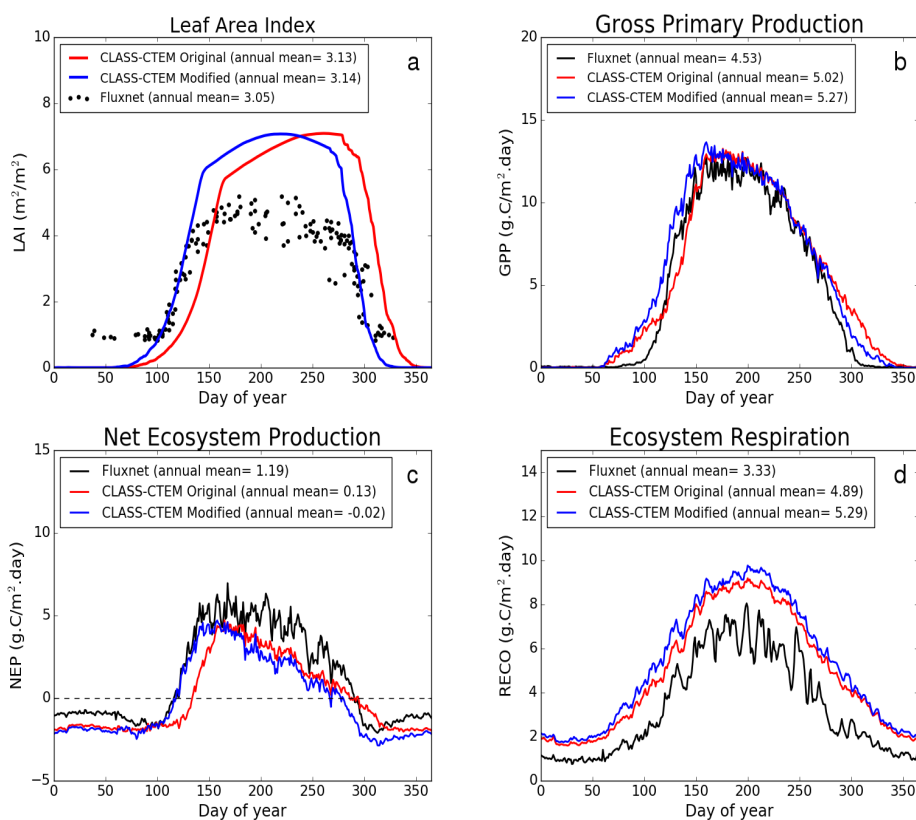 Leaf Area Index
a
CLASS-CTEM Original (annual mean= 3.13)
CLASS-CTEM Modified (annual mean= 3.14)
Fluxnet (annual mean= 3.05)
10
8
6
4
2
0
LAI (m²/m²)
0 50 100 150 200 250 300 350
Day of year
Gross Primary Production
b
Fluxnet (annual mean= 4.53)
CLASS-CTEM Original (annual mean= 5.02)
CLASS-CTEM Modified (annual mean= 5.27)
20
15
10
5
0
GPP (g.C/m².day)
0 50 100 150 200 250 300 350
Day of year
Net Ecosystem Production
c
Fluxnet (annual mean= 1.19)
CLASS-CTEM Original (annual mean= 0.13)
CLASS-CTEM Modified (annual mean= -0.02)
15
10
5
0
−5
NEP (g.C/m².day)
0 50 100 150 200 250 300 350
Day of year
Ecosystem Respiration
d
Fluxnet (annual mean= 3.33)
CLASS-CTEM Original (annual mean= 4.89)
CLASS-CTEM Modified (annual mean= 5.29)
14
12
10
8
6
4
2
0
RECO (g.C/m².day)
0 50 100 150 200 250 300 350
Day of year